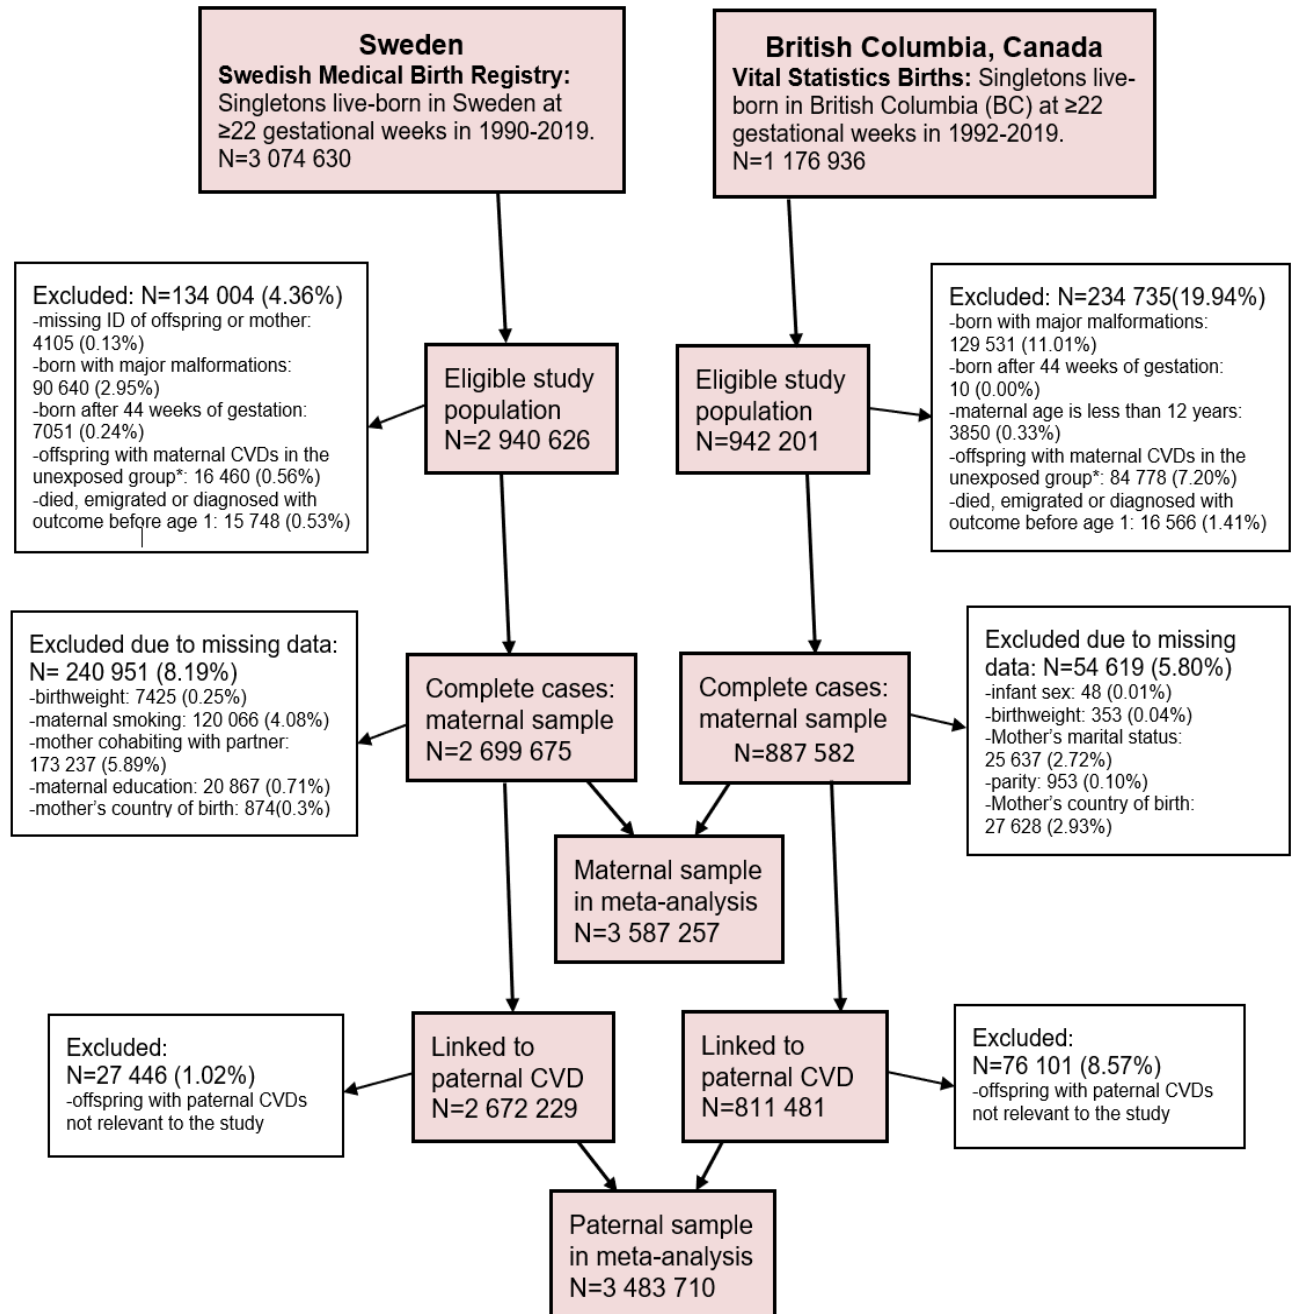 Sweden
Swedish Medical Birth Registry:
Singletons live-born in Sweden at
≥22 gestational weeks in 1990-2019.
N=3 074 630
British Columbia, Canada
Vital Statistics Births: Singletons live-
born in British Columbia (BC) at ≥22
gestational weeks in 1992-2019.
N=1 176 936
Excluded: N=134 004 (4.36%)
-missing ID of offspring or mother:
4105 (0.13%)
-born with major malformations:
90 640 (2.95%)
-born after 44 weeks of gestation:
7051 (0.24%)
-offspring with maternal CVDs in the
unexposed group*: 16 460 (0.56%)
-died, emigrated or diagnosed with
outcome before age 1: 15 748 (0.53%)
Eligible study
population
N=2 940 626
Eligible study
population
N=942 201
Excluded: N=234 735(19.94%)
-born with major malformations:
129 531 (11.01%)
-born after 44 weeks of gestation:
10 (0.00%)
-maternal age is less than 12 years:
3850 (0.33%)
-offspring with maternal CVDs in the
unexposed group*: 84 778 (7.20%)
-died, emigrated or diagnosed with
outcome before age 1: 16 566 (1.41%)
Excluded due to missing data:
N= 240 951 (8.19%)
-birthweight: 7425 (0.25%)
-maternal smoking: 120 066 (4.08%)
-mother cohabiting with partner:
173 237 (5.89%)
-maternal education: 20 867 (0.71%)
-mother's country of birth: 874(0.3%)
Complete cases:
maternal sample
N=2 699 675
Complete cases:
maternal sample
N=887 582
Excluded due to missing
data: N=54 619 (5.80%)
-infant sex: 48 (0.01%)
-birthweight: 353 (0.04%)
-Mother's marital status:
25 637 (2.72%)
-parity: 953 (0.10%)
-Mother's country of birth:
27 628 (2.93%)
Maternal sample
in meta-analysis
N=3 587 257
Excluded:
N=27 446 (1.02%)
-offspring with paternal CVDs
not relevant to the study
Linked to
paternal CVD
N=2 672 229
Linked to
paternal CVD
N=811 481
Excluded:
N=76 101 (8.57%)
-offspring with paternal CVDs
not relevant to the study
Paternal sample
in meta-analysis
N=3 483 710